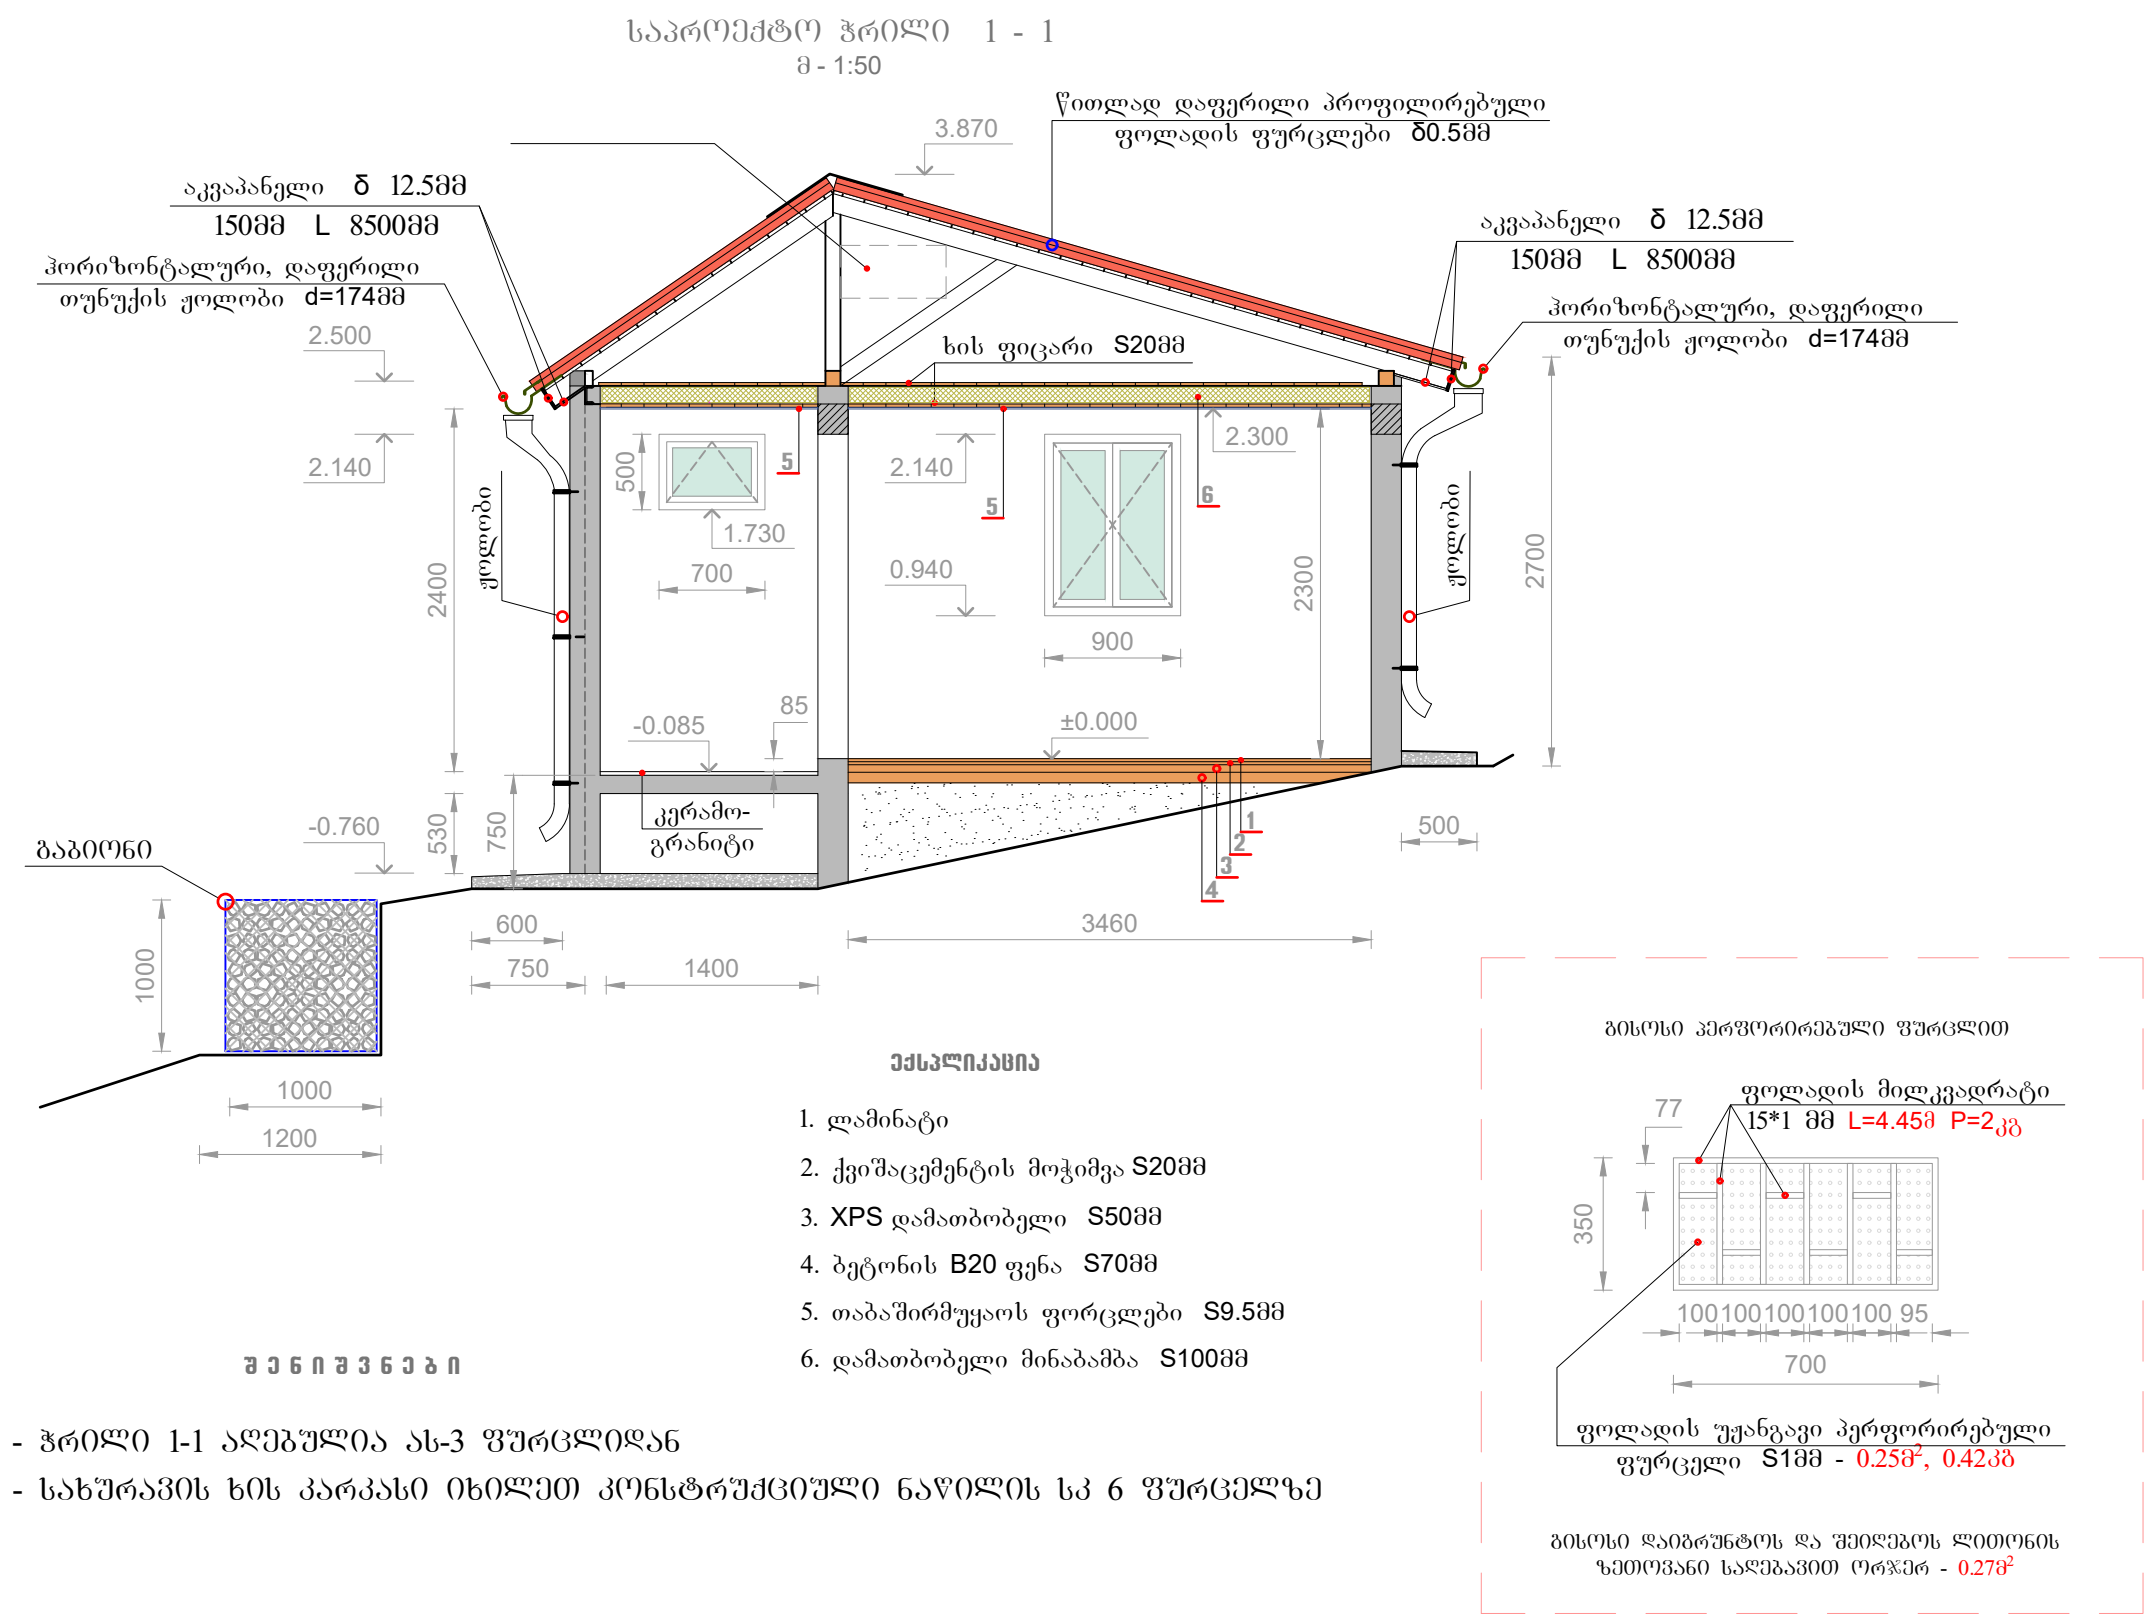 საპროექტო ჭრილი 1 - 1
მ - 1:50
წითლად დაფერილი პროფილირებული
ფოლადის ფურცლები δ0.5მმ
3.870
აკვაპანელი δ 12.5მმ
150მმ L 8500მმ
აკვაპანელი δ 12.5მმ
150მმ L 8500მმ
ჰორიზონტალური, დაფერილი
თუნუქის ჟოლობი d=174მმ
ჰორიზონტალური, დაფერილი
თუნუქის ჟოლობი d=174მმ
2.500
ხის ფიცარი S20მმ
2.140
500
5
2.140
2.300
5
6
ჟოლობი
ჟოლობი
1.730
700
0.940
2400
2300
2700
900
85
-0.085
±0.000
-0.760
530
750
კერამო-
გრანიტი
1
2
3
4
500
გაბიონი
1000
600
750
1400
3460
1000
1200
ექსპლიკაცია
1. ლამინატი
2. ქვიშაცემენტის მოჭიმვა S20მმ
3. XPS დამათბობელი S50მმ
4. ბეტონის B20 ფენა S70მმ
5. თაბაშირმუყაოს ფორცლები S9.5მმ
6. დამათბობელი მინაბამბა S100მმ
შენიშვნები
- ჭრილი 1-1 აღებულია ას-3 ფურცლიდან
- სახურავის ხის კარკასი იხილეთ კონსტრუქციული ნაწილის სკ 6 ფურცელზე
გისოსი პერფორირებული ფურცლით
ფოლადის მილკვადრატი
15*1 მმ L=4.45მ P=2კგ
77
350
100 100 100 100 100 95
700
ფოლადის უჟანგავი პერფორირებული
ფურცელი S1მმ - 0.25მ², 0.42კგ
გისოსი დაიგრუნტოს და შეიღებოს ლითონის
ზეთოვანი საღებავით ორჯერ - 0.27მ²